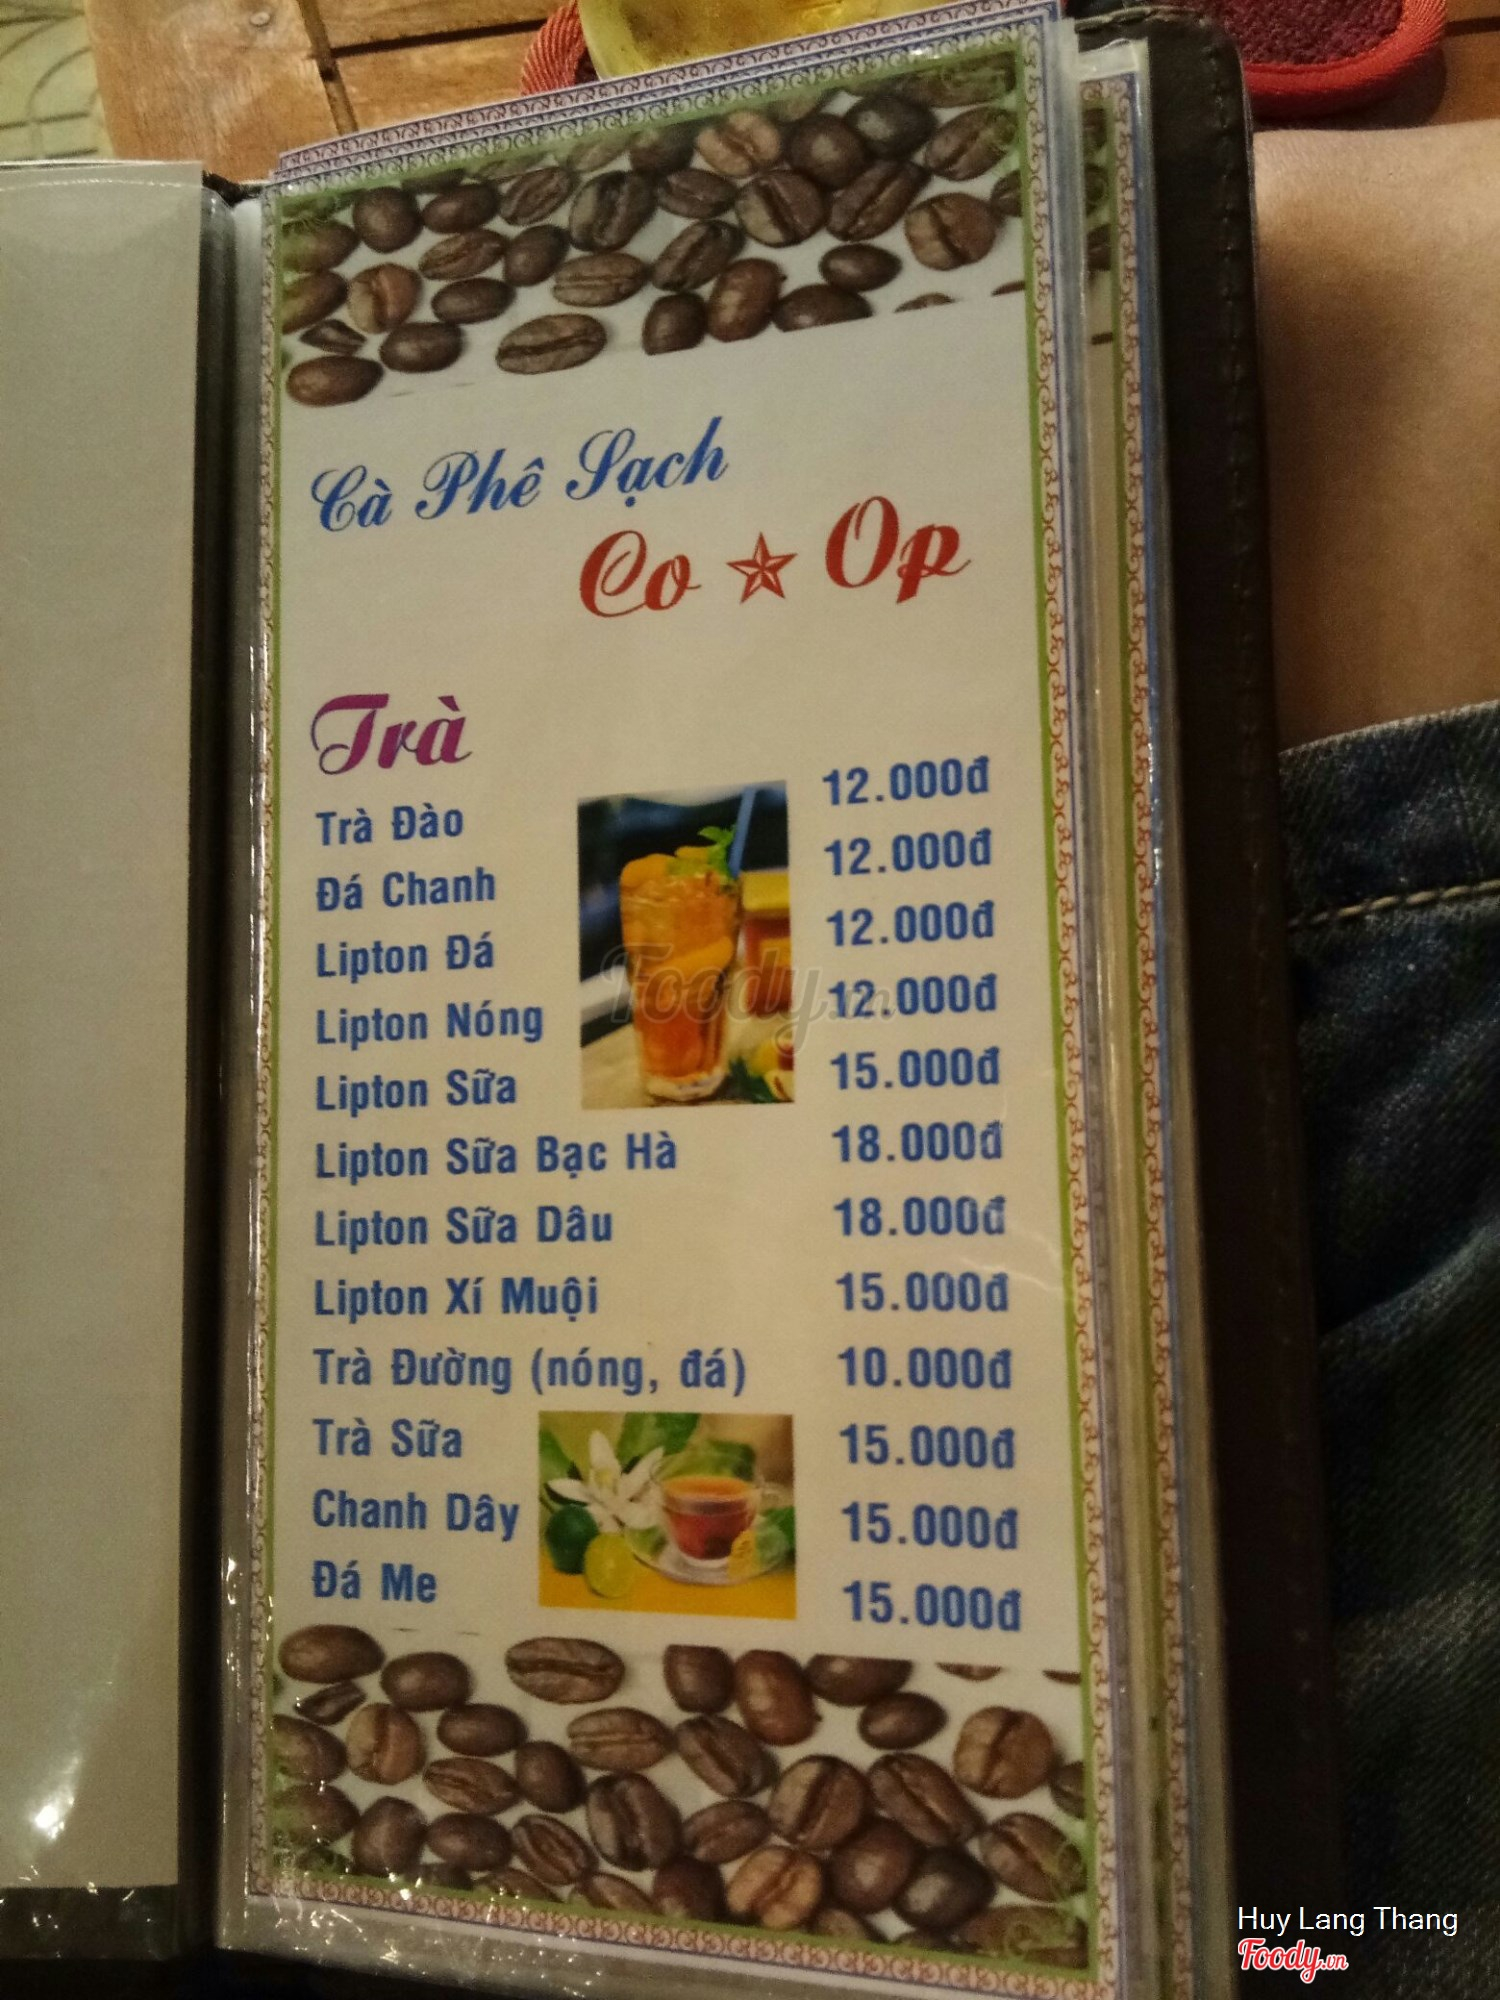 Cà Phê Sạch
Co ★ Op
Trà
Trà Đào 12.000đ
Đá Chanh 12.000đ
Lipton Đá 12.000đ
Lipton Nóng 12.000đ
Lipton Sữa 15.000đ
Lipton Sữa Bạc Hà 18.000đ
Lipton Sữa Dâu 18.000đ
Lipton Xí Muội 15.000đ
Trà Đường (nóng, đá) 10.000đ
Trà Sữa 15.000đ
Chanh Dây 15.000đ
Đá Me 15.000đ
Foody.vn
Huy Lang Thang
Foody.vn